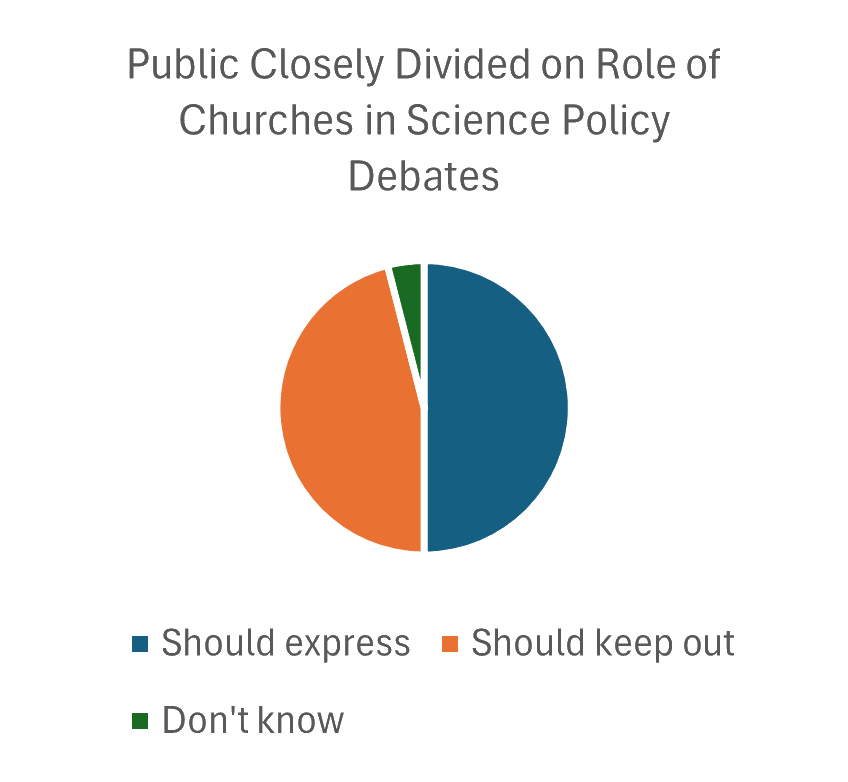 Public Closely Divided on Role of
Churches in Science Policy
Debates
Should express
Should keep out
Don't know